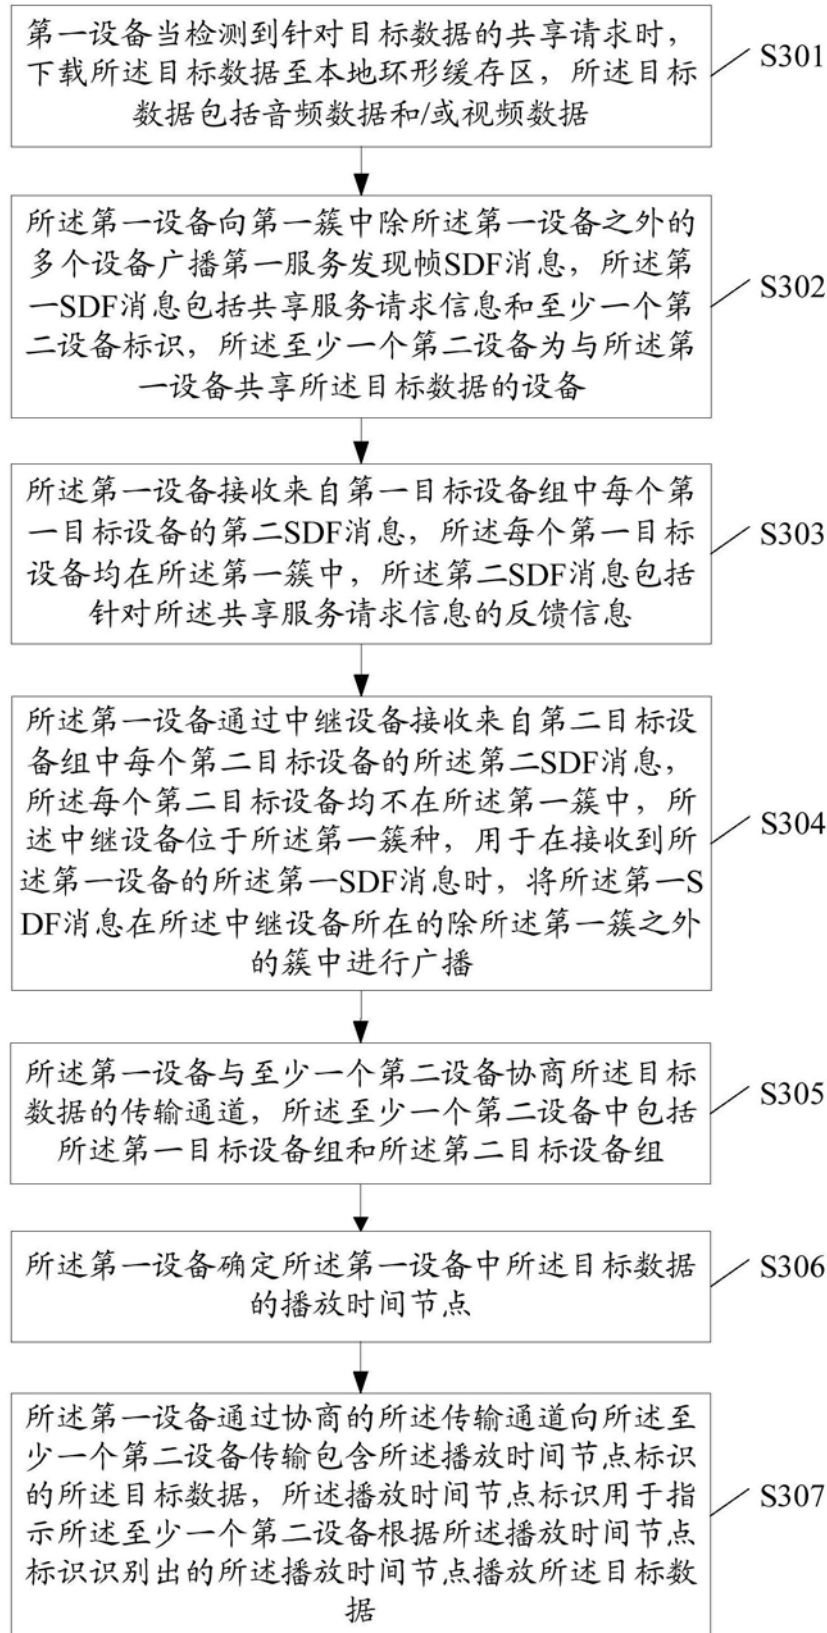 第一设备当检测到针对目标数据的共享请求时，
下载所述目标数据至本地环形缓存区，所述目标
数据包括音频数据和/或视频数据
S301
所述第一设备向第一簇中除所述第一设备之外的
多个设备广播第一服务发现帧SDF消息，所述第
一SDF消息包括共享服务请求信息和至少一个第
二设备标识，所述至少一个第二设备为与所述第
一设备共享所述目标数据的设备
S302
所述第一设备接收来自第一目标设备组中每个第
一目标设备的第二SDF消息，所述每个第一目标
设备均在所述第一簇中，所述第二SDF消息包括
针对所述共享服务请求信息的反馈信息
S303
所述第一设备通过中继设备接收来自第二目标设
备组中每个第二目标设备的所述第二SDF消息，
所述每个第二目标设备均不在所述第一簇中，所
述中继设备位于所述第一簇种，用于在接收到所
述第一设备的所述第一SDF消息时，将所述第一S
DF消息在所述中继设备所在的除所述第一簇之外
的簇中进行广播
S304
所述第一设备与至少一个第二设备协商所述目标
数据的传输通道，所述至少一个第二设备中包括
所述第一目标设备组和所述第二目标设备组
S305
所述第一设备确定所述第一设备中所述目标数据
的播放时间节点
S306
所述第一设备通过协商的所述传输通道向所述至
少一个第二设备传输包含所述播放时间节点标识
的所述目标数据，所述播放时间节点标识用于指
示所述至少一个第二设备根据所述播放时间节点
标识识别出的所述播放时间节点播放所述目标数
据
S307